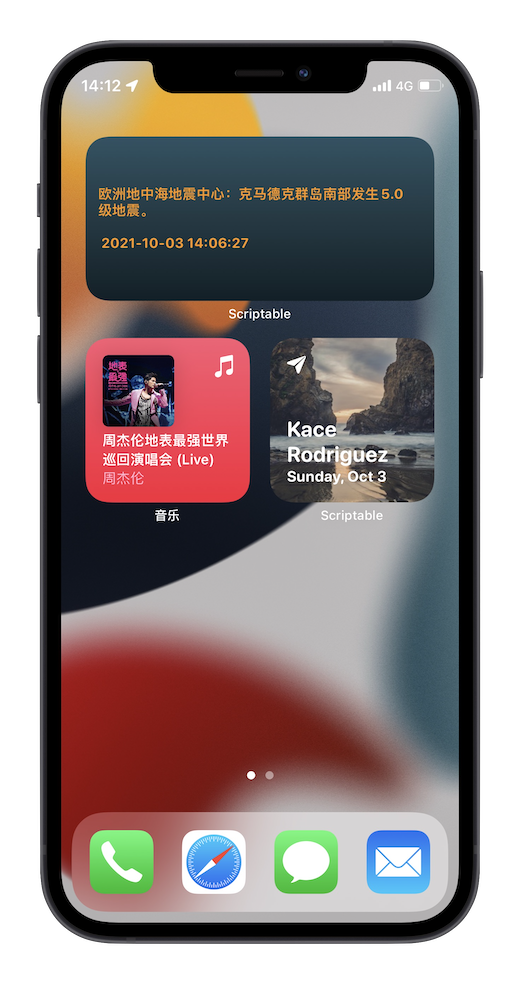 14:12
4G
欧洲地中海地震中心：克马德克群岛南部发生5.0
级地震。
2021-10-03 14:06:27
Scriptable
地表
最强
周杰伦地表最强世界
巡回演唱会 (Live)
周杰伦
音乐
Kace
Rodriguez
Sunday, Oct 3
Scriptable